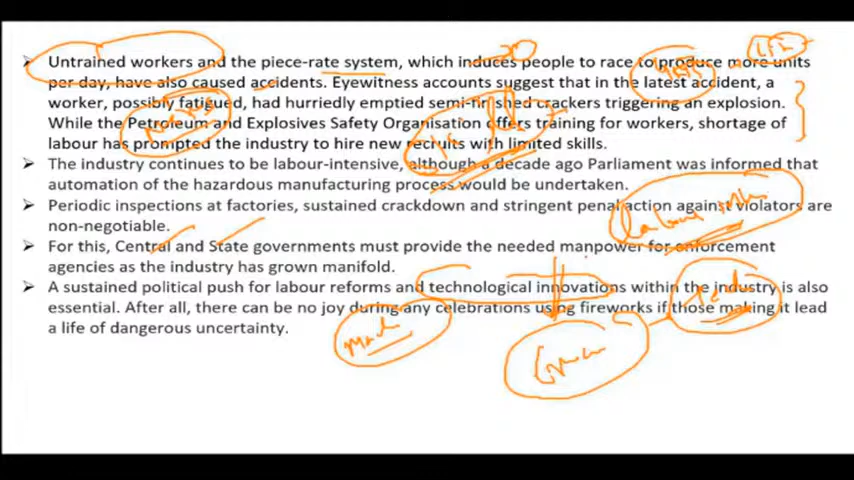 Untrained workers and the piece-rate system, which induces people to race to produce more units
per day, have also caused accidents. Eyewitness accounts suggest that in the latest accident, a
worker, possibly fatigued, had hurriedly emptied semi-finished crackers triggering an explosion.
While the Petroleum and Explosives Safety Organisation offers training for workers, shortage of
labour has prompted the industry to hire new recruits with limited skills.
The industry continues to be labour-intensive, although a decade ago Parliament was informed that
automation of the hazardous manufacturing process would be undertaken.
Periodic inspections at factories, sustained crackdown and stringent penal action against violators are
non-negotiable.
For this, Central and State governments must provide the needed manpower for enforcement
agencies as the industry has grown manifold.
A sustained political push for labour reforms and technological innovations within the industry is also
essential. After all, there can be no joy during any celebrations using fireworks if those making it lead
a life of dangerous uncertainty.